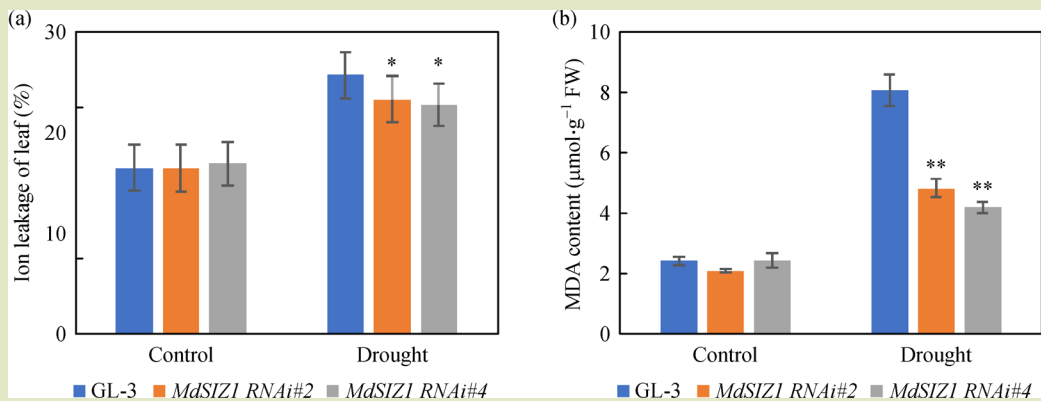 (a)
30
20
10
0
Ion leakage of leaf (%)
* *
Control Drought
GL-3 MdSIZ1 RNAi#2 MdSIZ1 RNAi#4
(b)
10
8
6
4
2
0
MDA content (μmol·g⁻¹ FW)
**
**
Control Drought
GL-3 MdSIZ1 RNAi#2 MdSIZ1 RNAi#4